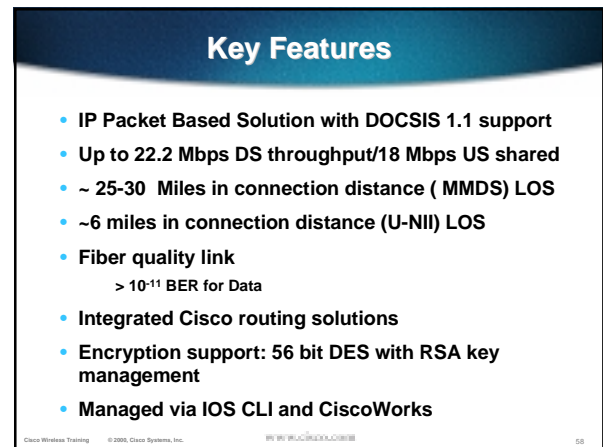 Key Features
• IP Packet Based Solution with DOCSIS 1.1 support
• Up to 22.2 Mbps DS throughput/18 Mbps US shared
• ~ 25-30 Miles in connection distance ( MMDS) LOS
• ~6 miles in connection distance (U-NII) LOS
• Fiber quality link
> 10⁻¹¹ BER for Data
• Integrated Cisco routing solutions
• Encryption support: 56 bit DES with RSA key
management
• Managed via IOS CLI and CiscoWorks
Cisco Wireless Training © 2000, Cisco Systems, Inc. 58